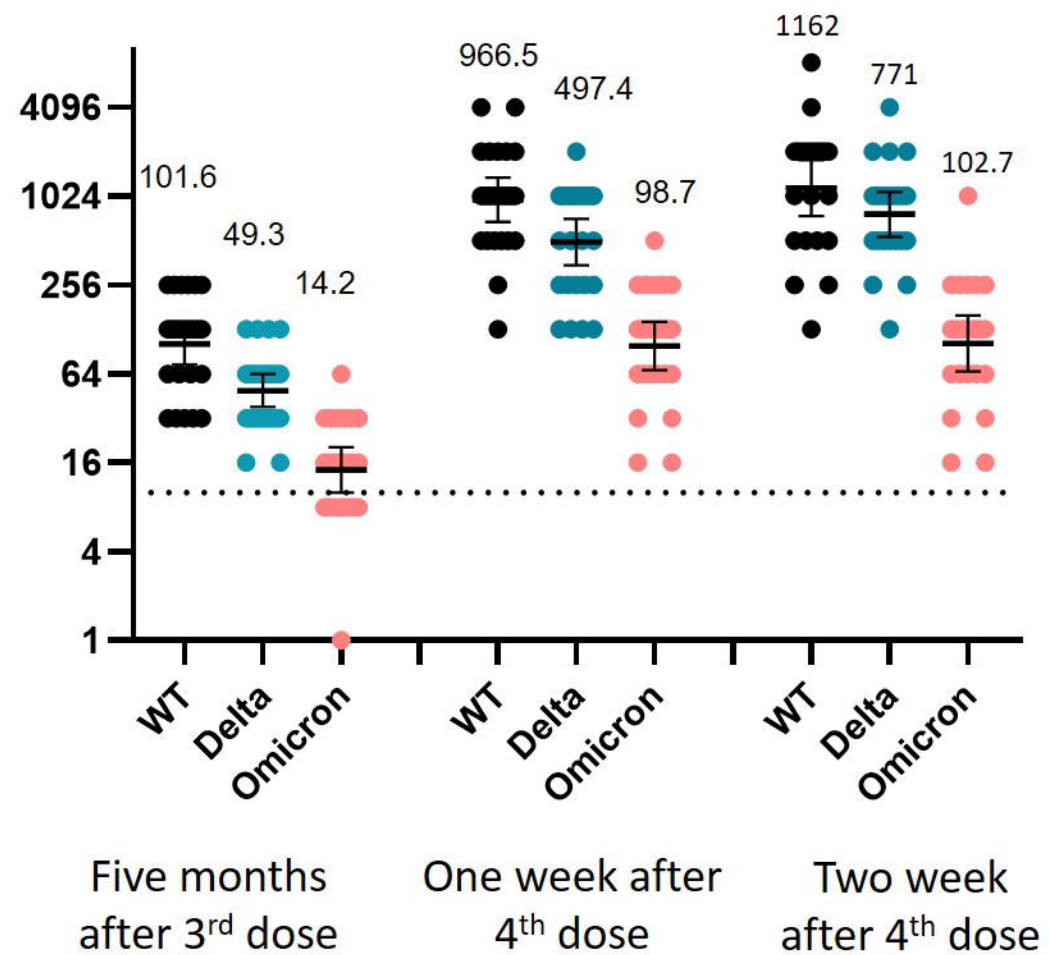 1162
966.5
771
497.4
4096
101.6
102.7
98.7
1024
49.3
14.2
256
64
16
4
1
WT
Delta
Omicron
WT
Delta
Omicron
WT
Delta
Omicron
Five months
after 3rd dose
One week after
4th dose
Two week
after 4th dose